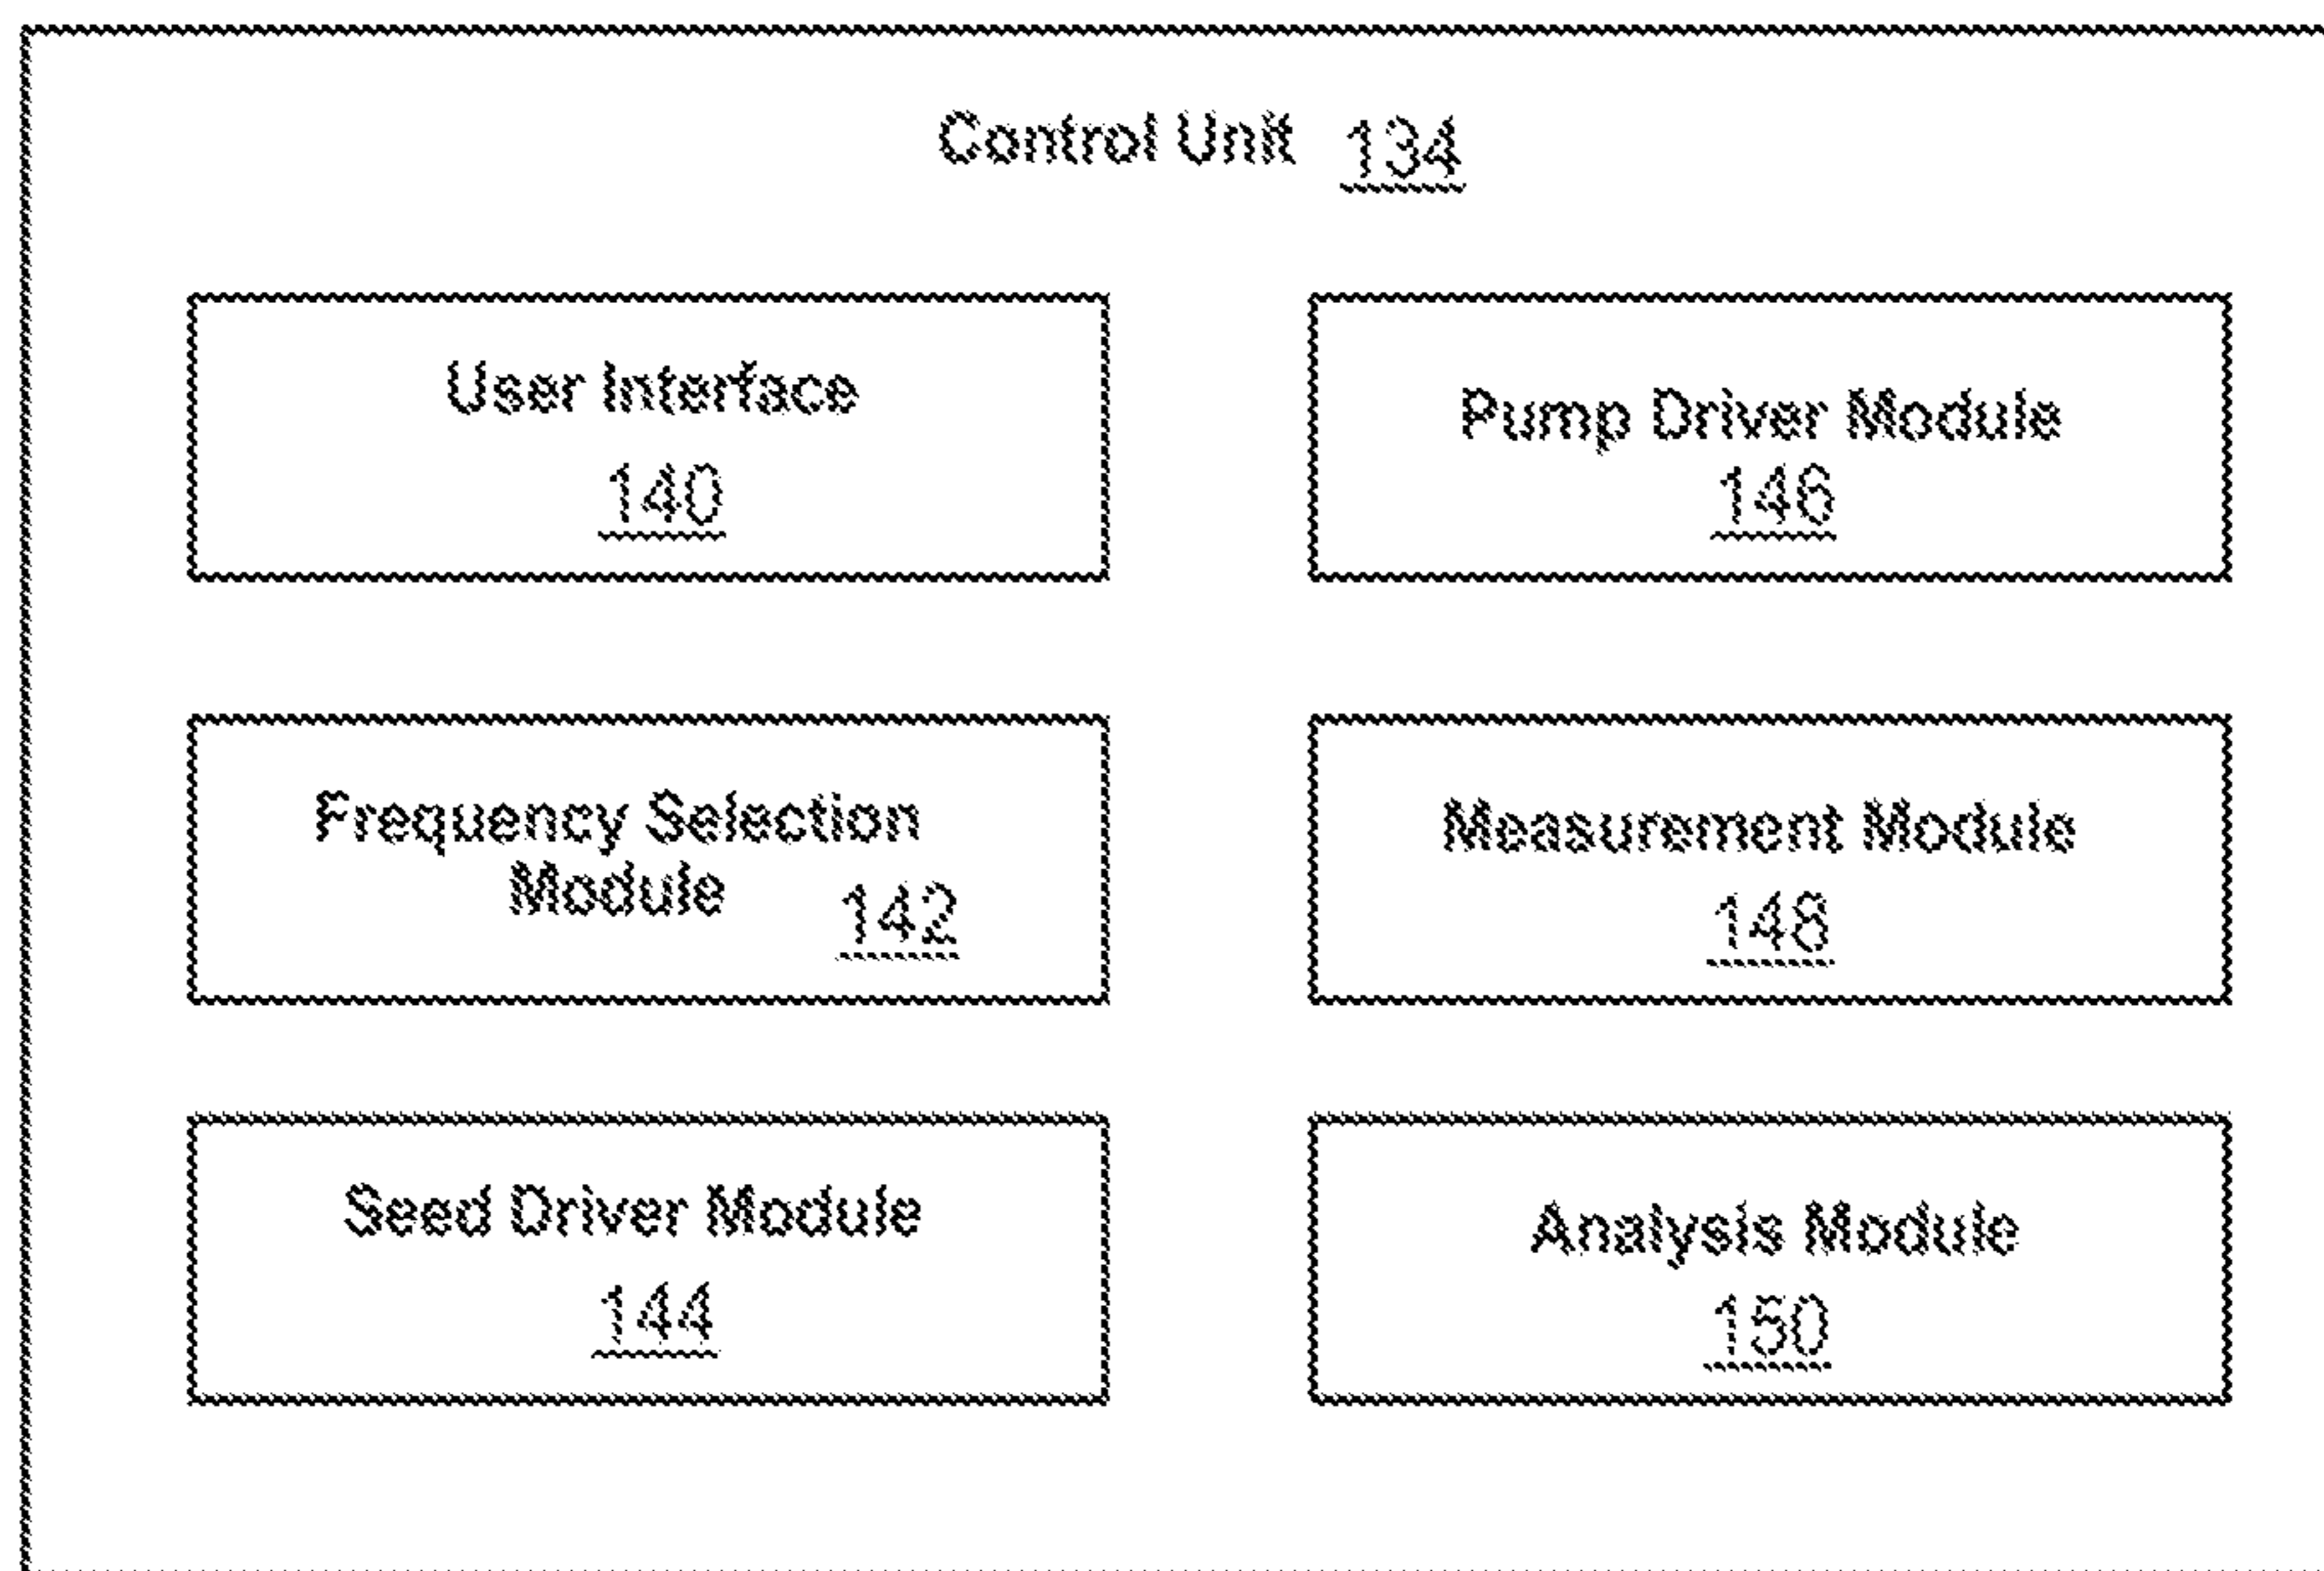 Control Unit 134
User Interface
140
Pump Driver Module
146
Frequency Selection
Module 142
Measurement Module
148
Seed Driver Module
144
Analysis Module
150